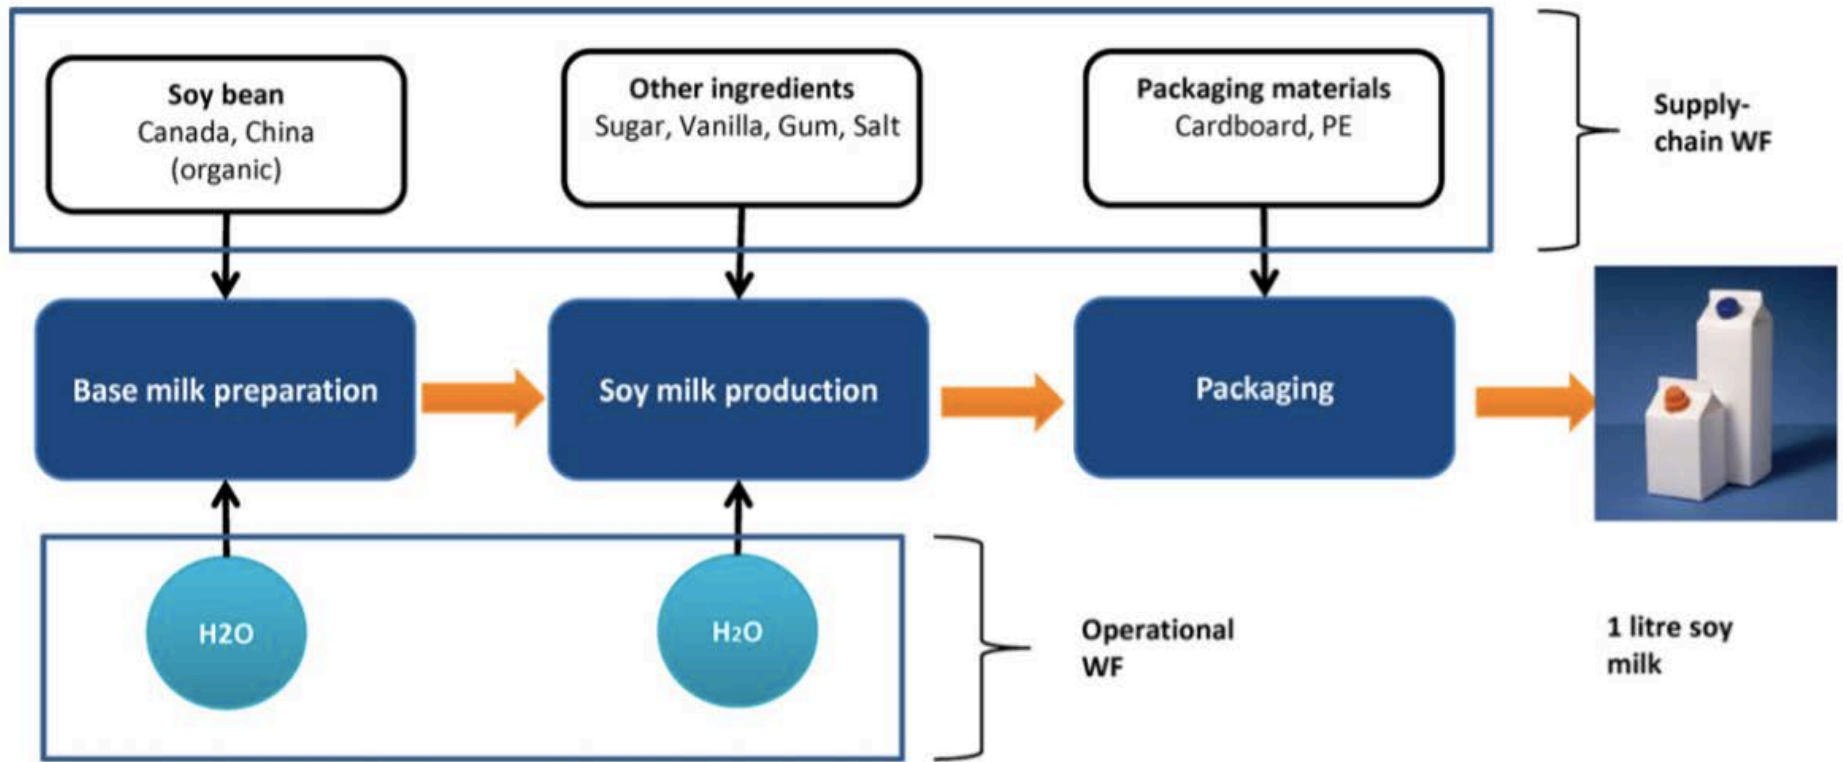 Soy bean
Canada, China
(organic)
Other ingredients
Sugar, Vanilla, Gum, Salt
Packaging materials
Cardboard, PE
Supply-
chain WF
Base milk preparation
Soy milk production
Packaging
H2O
H2O
Operational
WF
1 litre soy
milk